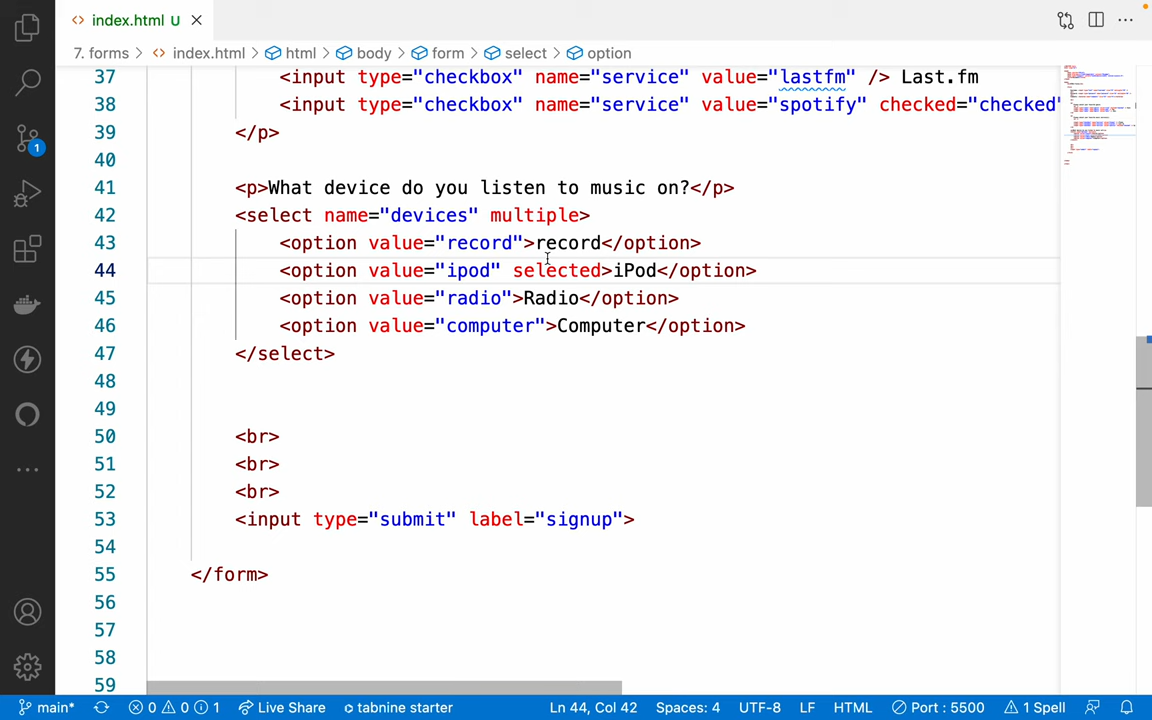 <> index.html U ×
7. forms > <> index.html > html > body > form > select > option
37 <input type="checkbox" name="service" value="lastfm" /> Last.fm
38 <input type="checkbox" name="service" value="spotify" checked="checked"
39 </p>
40
41 <p>What device do you listen to music on?</p>
42 <select name="devices" multiple>
43 <option value="record">record</option>
44 <option value="ipod" selected>iPod</option>
45 <option value="radio">Radio</option>
46 <option value="computer">Computer</option>
47 </select>
48
49
50 <br>
51 <br>
52 <br>
53 <input type="submit" label="signup">
54
55 </form>
56
57
58
59
1
main* 0 0 1 Live Share tabnine starter Ln 44, Col 42 Spaces: 4 UTF-8 LF HTML Port : 5500 1 Spell